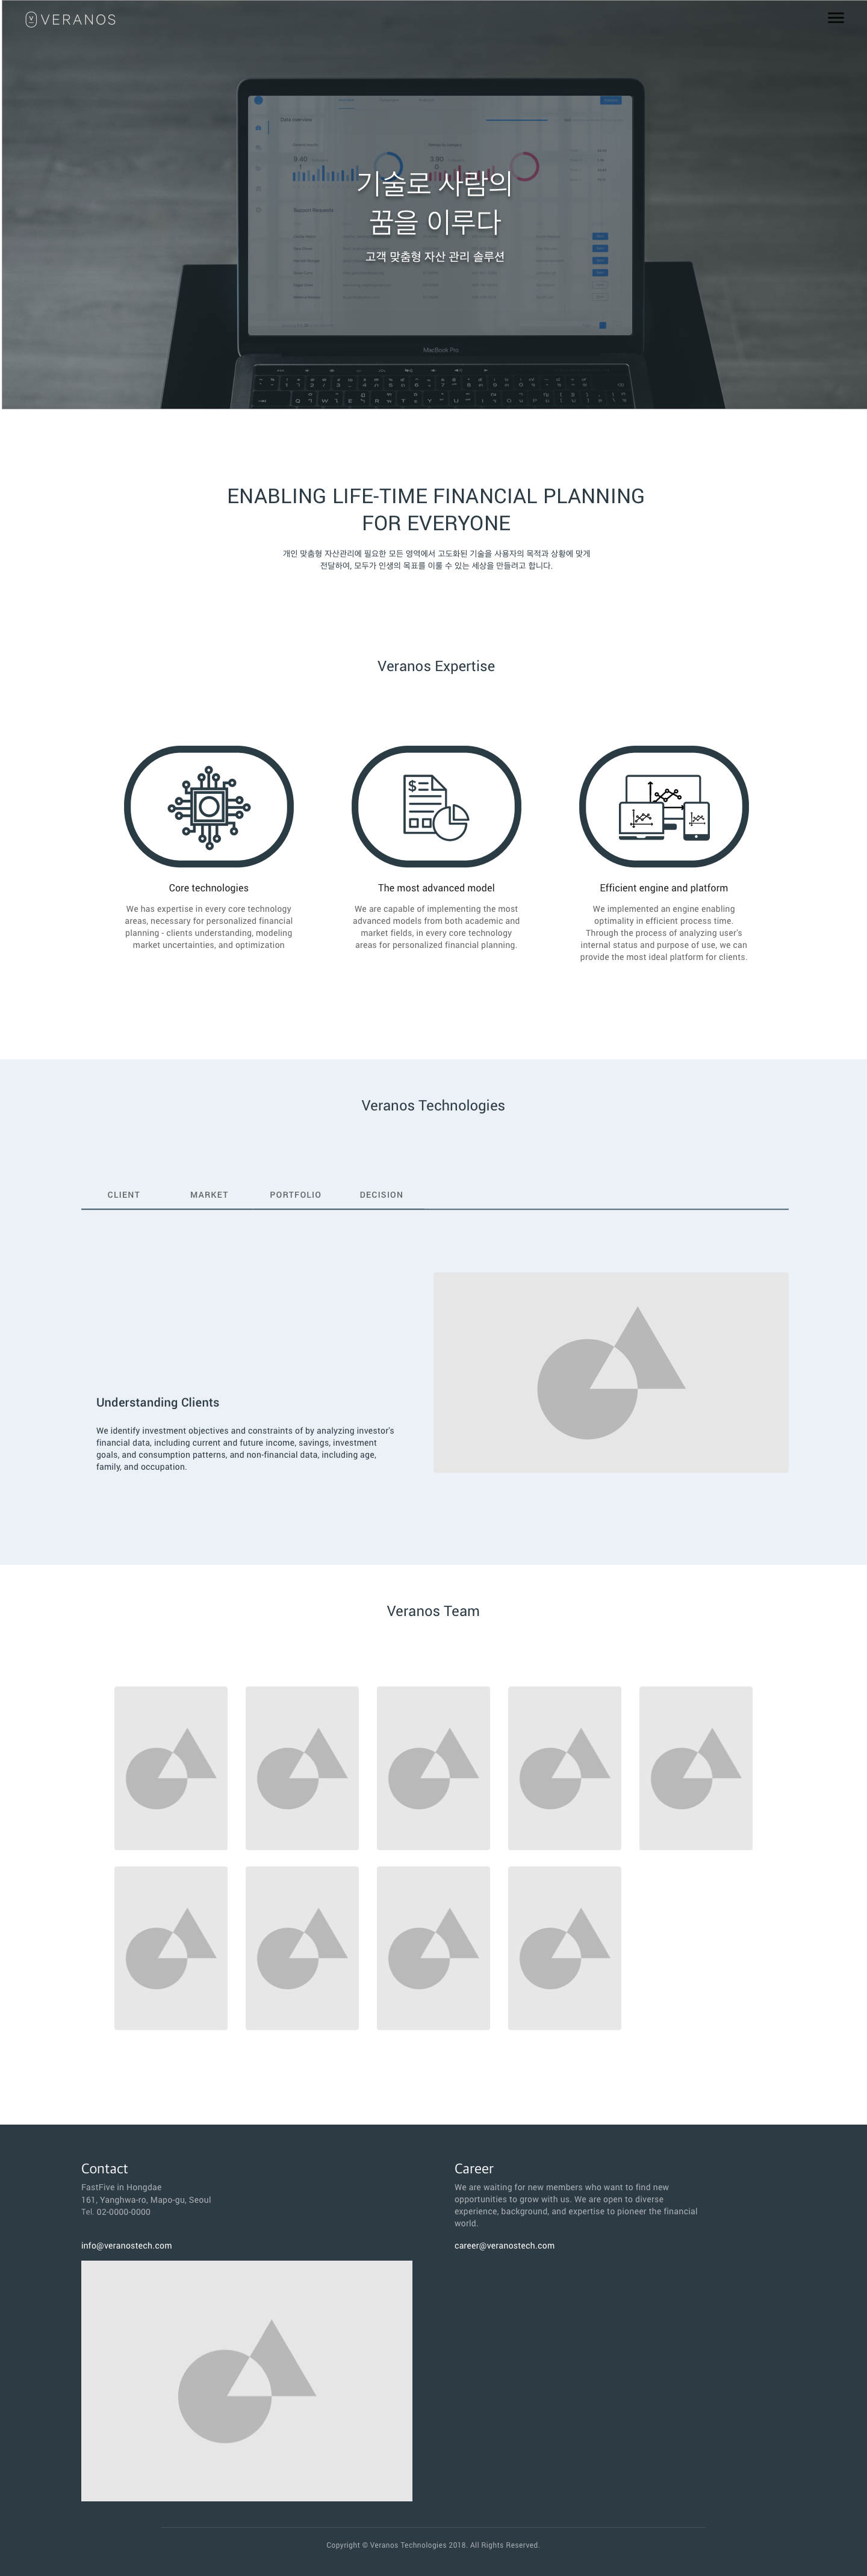 VERANOS
Data overview
9.40
3.80
기술로 사람의
꿈을 이루다
Support Requests
고객 맞춤형 자산 관리 솔루션
MacBook Pro
ENABLING LIFE-TIME FINANCIAL PLANNING
FOR EVERYONE
개인 맞춤형 자산관리에 필요한 모든 영역에서 고도화된 기술을 사용자의 목적과 상황에 맞게
전달하여, 모두가 인생의 목표를 이룰 수 있는 세상을 만들려고 합니다.
Veranos Expertise
Core technologies
We has expertise in every core technology
areas, necessary for personalized financial
planning - clients understanding, modeling
market uncertainties, and optimization
The most advanced model
We are capable of implementing the most
advanced models from both academic and
market fields, in every core technology
areas for personalized financial planning.
Efficient engine and platform
We implemented an engine enabling
optimality in efficient process time.
Through the process of analyzing user's
internal status and purpose of use, we can
provide the most ideal platform for clients.
Veranos Technologies
CLIENT MARKET PORTFOLIO DECISION
Understanding Clients
We identify investment objectives and constraints of by analyzing investor's
financial data, including current and future income, savings, investment
goals, and consumption patterns, and non-financial data, including age,
family, and occupation.
Veranos Team
Contact
FastFive in Hongdae
161, Yanghwa-ro, Mapo-gu, Seoul
Tel. 02-0000-0000
info@veranostech.com
Career
We are waiting for new members who want to find new
opportunities to grow with us. We are open to diverse
experience, background, and expertise to pioneer the financial
world.
career@veranostech.com
Copyright © Veranos Technologies 2018. All Rights Reserved.